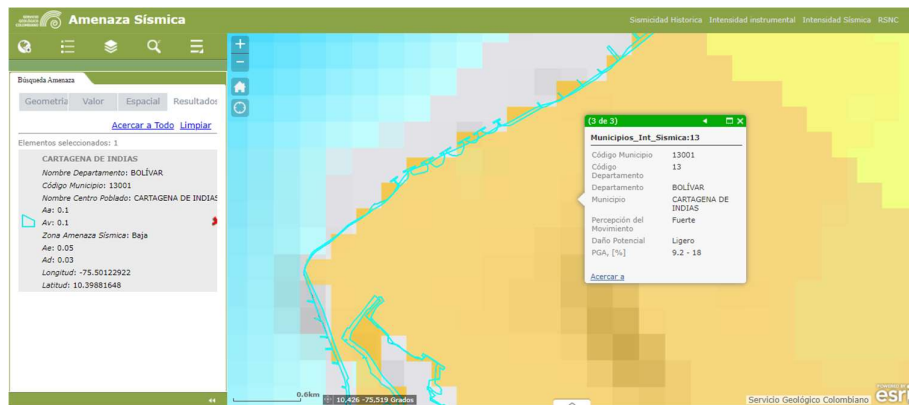 SERVICIO GEOLÓGICO COLOMBIANO
Amenaza Sísmica
Sismicidad Historica Intensidad instrumental Intensidad Sísmica RSNC
Búsqueda Amenaza
Geometría Valor Espacial Resultados
Acercar a Todo Limpiar
Elementos seleccionados: 1
CARTAGENA DE INDIAS
Nombre Departamento: BOLÍVAR
Código Municipio: 13001
Nombre Centro Poblado: CARTAGENA DE INDIAS
Aa: 0.1
Av: 0.1
Zona Amenaza Sísmica: Baja
Ae: 0.05
Ad: 0.03
Longitud: -75.50122922
Latitud: 10.39881648
+
−
(3 de 3)
Municipios_Int_Sismica:13
Código Municipio 13001
Código Departamento 13
Departamento BOLÍVAR
Municipio CARTAGENA DE INDIAS
Percepción del Movimiento Fuerte
Daño Potencial Ligero
PGA, [%] 9.2 - 18
Acercar a
0.6km
10.426 -75.519 Grados
Servicio Geológico Colombiano
POWERED BY
esri